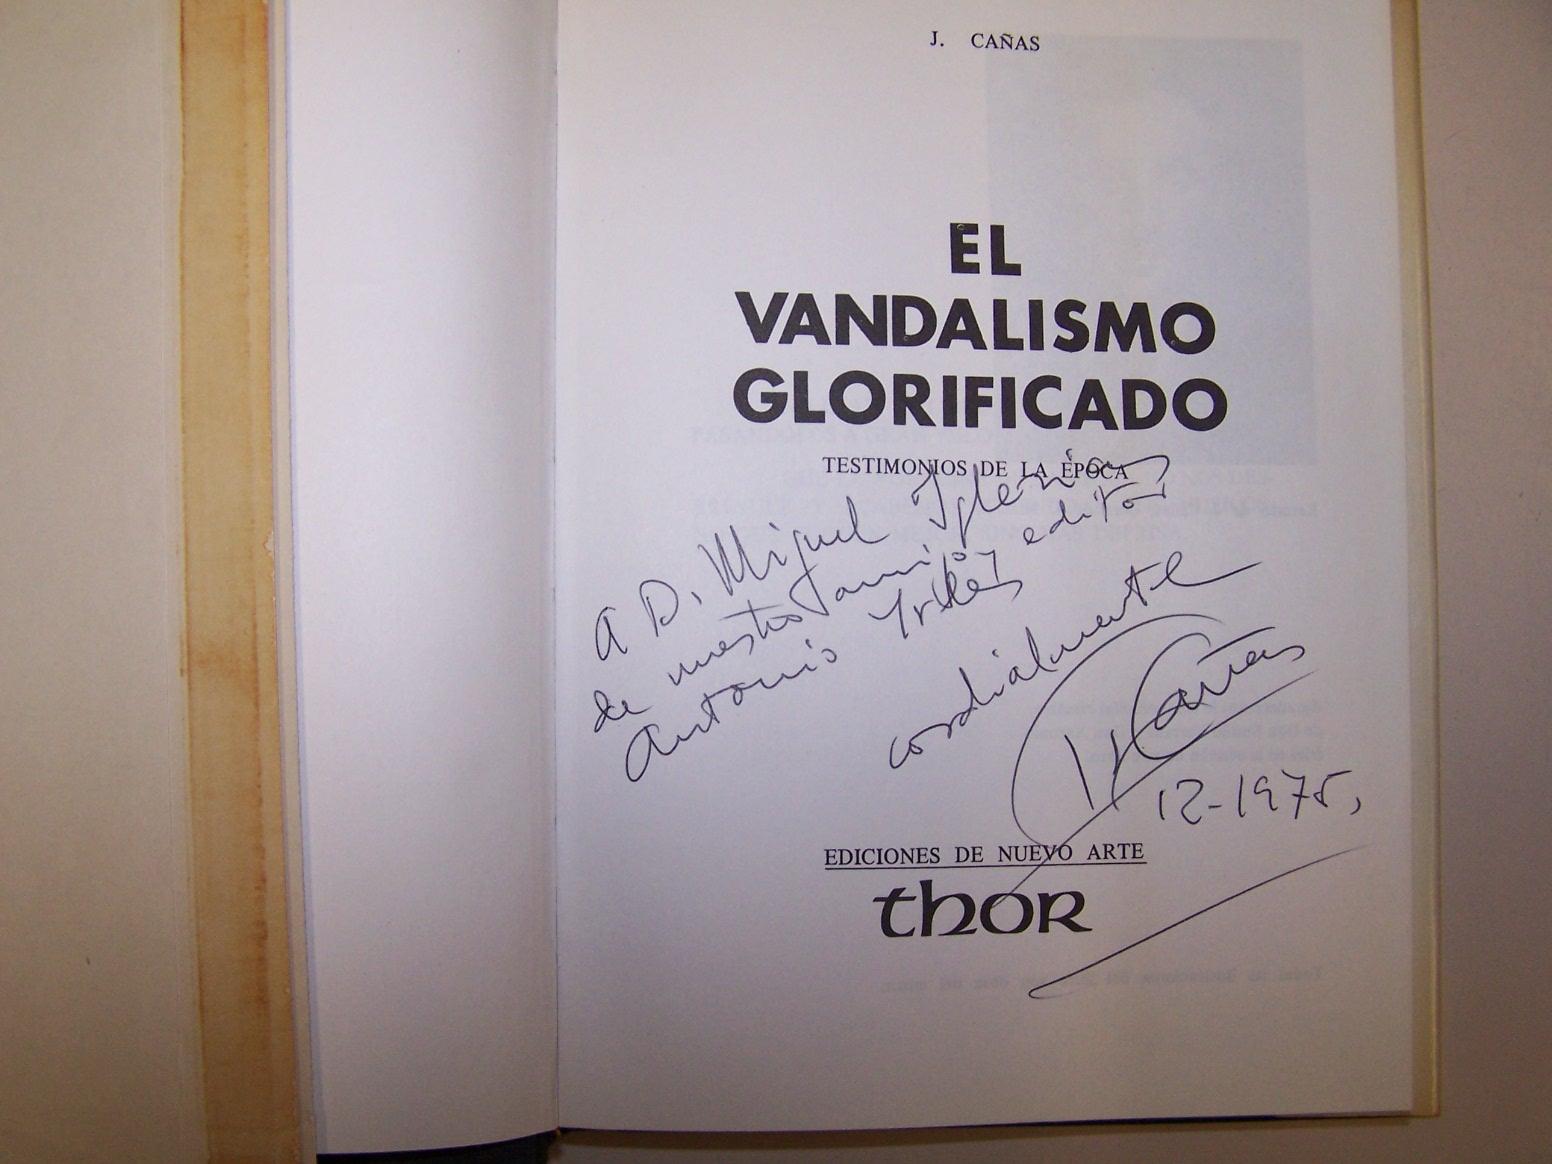 J. CAÑAS
EL
VANDALISMO
GLORIFICADO
TESTIMONIOS DE LA ÉPOCA
A D. Miguel Iglesias
de nuestro amigo y editor
Antonio
cordialmente
J Cañas
12-1975,
EDICIONES DE NUEVO ARTE
thor